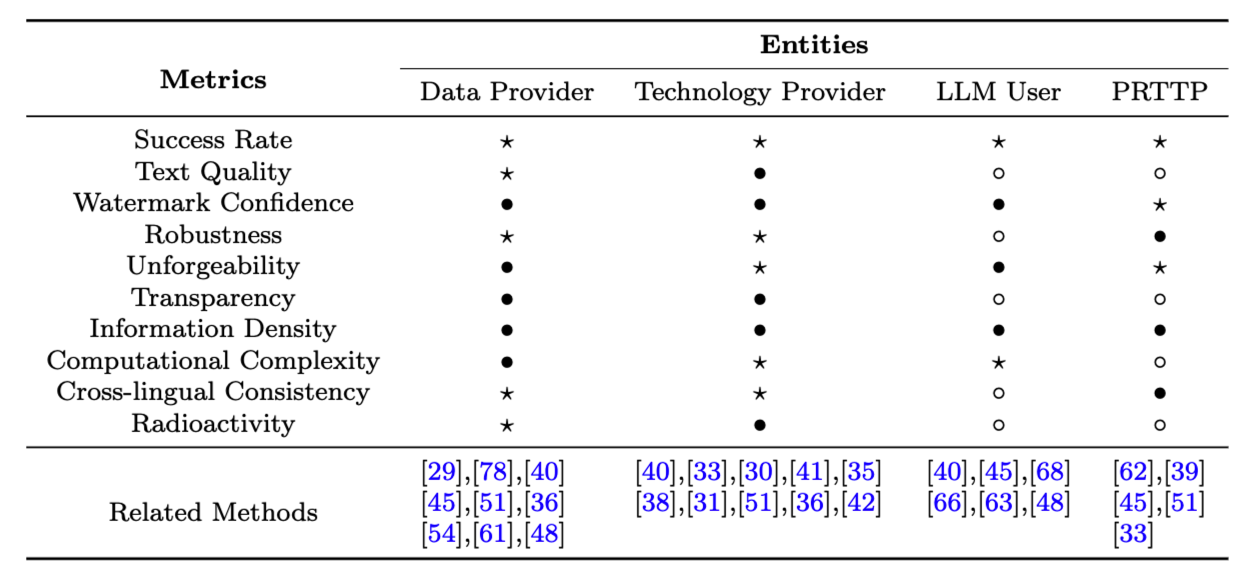 Entities
Metrics
Data Provider Technology Provider LLM User PRTTP
Success Rate ⋆ ⋆ ⋆ ⋆
Text Quality ⋆ ● ○ ○
Watermark Confidence ● ● ● ⋆
Robustness ⋆ ⋆ ○ ●
Unforgeability ● ⋆ ● ⋆
Transparency ● ● ○ ○
Information Density ● ● ● ●
Computational Complexity ● ⋆ ⋆ ○
Cross-lingual Consistency ⋆ ⋆ ○ ●
Radioactivity ⋆ ● ○ ○
[29],[78],[40] [40],[33],[30],[41],[35] [40],[45],[68] [62],[39]
Related Methods [45],[51],[36] [38],[31],[51],[36],[42] [66],[63],[48] [45],[51]
[54],[61],[48] [33]